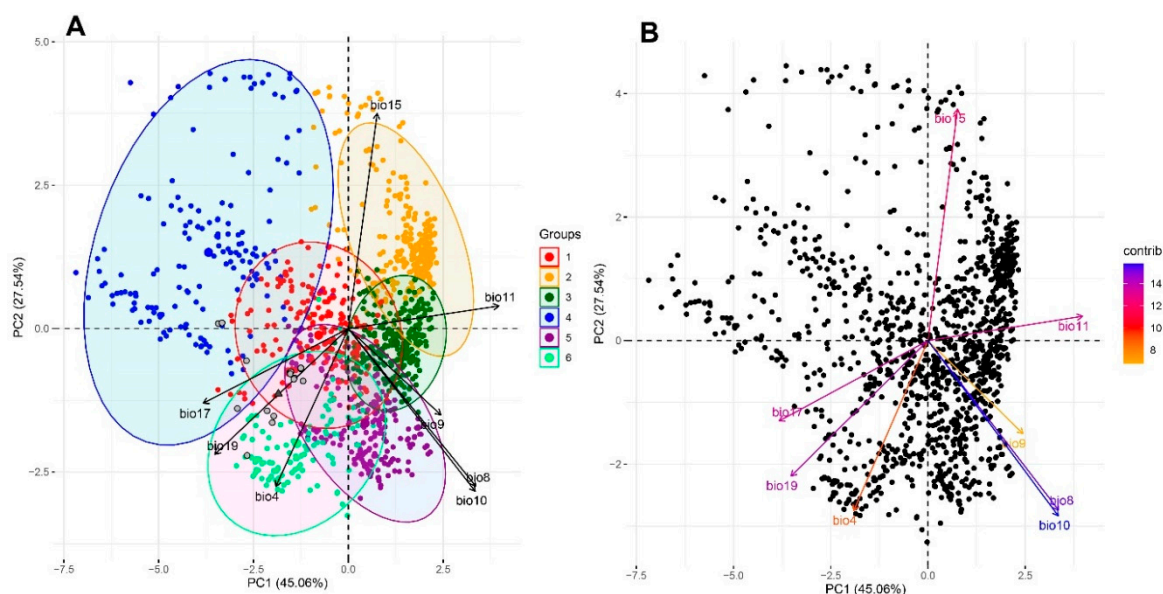 A
5.0
2.5
0.0
-2.5
PC2 (27.54%)
-7.5
-5.0
-2.5
0.0
2.5
PC1 (45.06%)
bio15
bio11
bio17
bio19
bio4
bio9
bio8
bio10
Groups
1
2
3
4
5
6
B
4
2
0
-2
PC2 (27.54%)
-7.5
-5.0
-2.5
0.0
2.5
PC1 (45.06%)
bio15
bio11
bio17
bio19
bio4
bio9
bio8
bio10
contrib
14
12
10
8